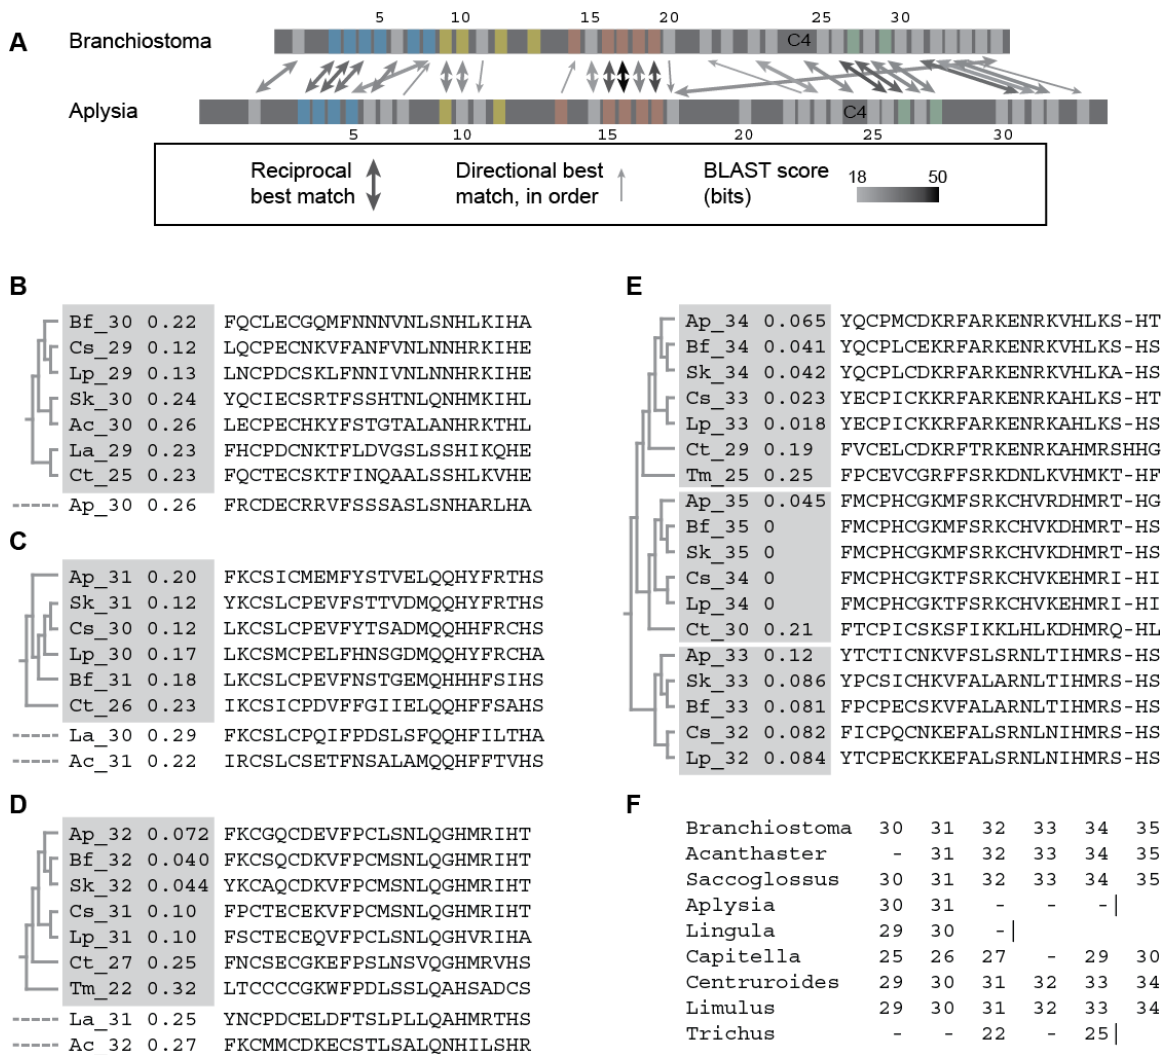 5 10 15 20 25 30
A Branchiostoma C4
Aplysia C4
5 10 15 20 25 30
Reciprocal best match
Directional best match, in order
BLAST score (bits)
18 50
B
Bf_30 0.22 FQCLECGQMFNNNVNLSNHLKIHA
Cs_29 0.12 LQCPECNKVFANFVNLNNHRKIHE
Lp_29 0.13 LNCPDCSKLFNNIVNLNNHRKIHE
Sk_30 0.24 YQCIECSRTFSSHTNLQNHMKIHL
Ac_30 0.26 LECPECHKYFSTGTALANHRKTHL
La_29 0.23 FHCPDCNKTFLDVGSLSSHIKQHE
Ct_25 0.23 FQCTECSKTFINQAALSSHLKVHE
Ap_30 0.26 FRCDECRRVFSSSASLSNHARLHA
C
Ap_31 0.20 FKCSICMEMFYSTVELQQHYFRTHS
Sk_31 0.12 YKCSLCPEVFSTTVDMQQHYFRTHS
Cs_30 0.12 LKCSLCPEVFYTSADMQQHHFRCHS
Lp_30 0.17 LKCSMCPELFHNSGDMQQHYFRCHA
Bf_31 0.18 LKCSLCPEVFNSTGEMQQHHHFSIHS
Ct_26 0.23 IKCSICPDVFFGIIELQQHFFSAHS
La_30 0.29 FKCSLCPQIFPDSLSFQQHFILTHA
Ac_31 0.22 IRCSLCSETFNSALAMQQHFFTVHS
D
Ap_32 0.072 FKCGQCDEVFPCLSNLQGHMRIHT
Bf_32 0.040 FKCSQCDKVFPCMSNLQGHMRIHT
Sk_32 0.044 YKCAQCDKVFPCMSNLQGHMRIHT
Cs_31 0.10 FPCTECEKVFPCMSNLQGHMRIHT
Lp_31 0.10 FSCTECEQVFPCLSNLQGHVRIHA
Ct_27 0.25 FNCSECGKEFPSLNSVQGHMRVHS
Tm_22 0.32 LTCCCCGKWFPDLSSLQAHSADCS
La_31 0.25 YNCPDCELDFTSLPLLQAHMRTHS
Ac_32 0.27 FKCMMCDKECSTLSALQNHILSHR
E
Ap_34 0.065 YQCPMCDKRFARKENRKVHLKS-HT
Bf_34 0.041 YQCPLCEKRFARKENRKVHLKS-HS
Sk_34 0.042 YQCPLCDKRFARKENRKVHLKA-HS
Cs_33 0.023 YECPICKKRFARKENRKAHLKS-HT
Lp_33 0.018 YECPICKKRFARKENRKAHLKS-HS
Ct_29 0.19 FVCELCDKRFTRKENRKAHMRSHHG
Tm_25 0.25 FPCEVCGRFFSRKDNLKVHMKT-HF
Ap_35 0.045 FMCPHCGKMFSRKCHVRDHMRT-HG
Bf_35 0 FMCPHCGKMFSRKCHVKDHMRT-HS
Sk_35 0 FMCPHCGKMFSRKCHVKDHMRT-HS
Cs_34 0 FMCPHCGKTFSRKCHVKEHMRI-HI
Lp_34 0 FMCPHCGKTFSRKCHVKEHMRI-HI
Ct_30 0.21 FTCPICSKSFIKKLHLKDHMRQ-HL
Ap_33 0.12 YTCTICNKVFSLSRNLTIHMRS-HS
Sk_33 0.086 YPCSICHKVFALARNLTIHMRS-HS
Bf_33 0.081 FPCPECSKVFALARNLTIHMRS-HS
Cs_32 0.082 FICPQCNKEFALSRNLNIHMRS-HS
Lp_32 0.084 YTCPECKKEFALSRNLNIHMRS-HS
F
Branchiostoma 30 31 32 33 34 35
Acanthaster - 31 32 33 34 35
Saccoglossus 30 31 32 33 34 35
Aplysia 30 31 - - -|
Lingula 29 30 -|
Capitella 25 26 27 - 29 30
Centruroides 29 30 31 32 33 34
Limulus 29 30 31 32 33 34
Trichus - - 22 - 25|